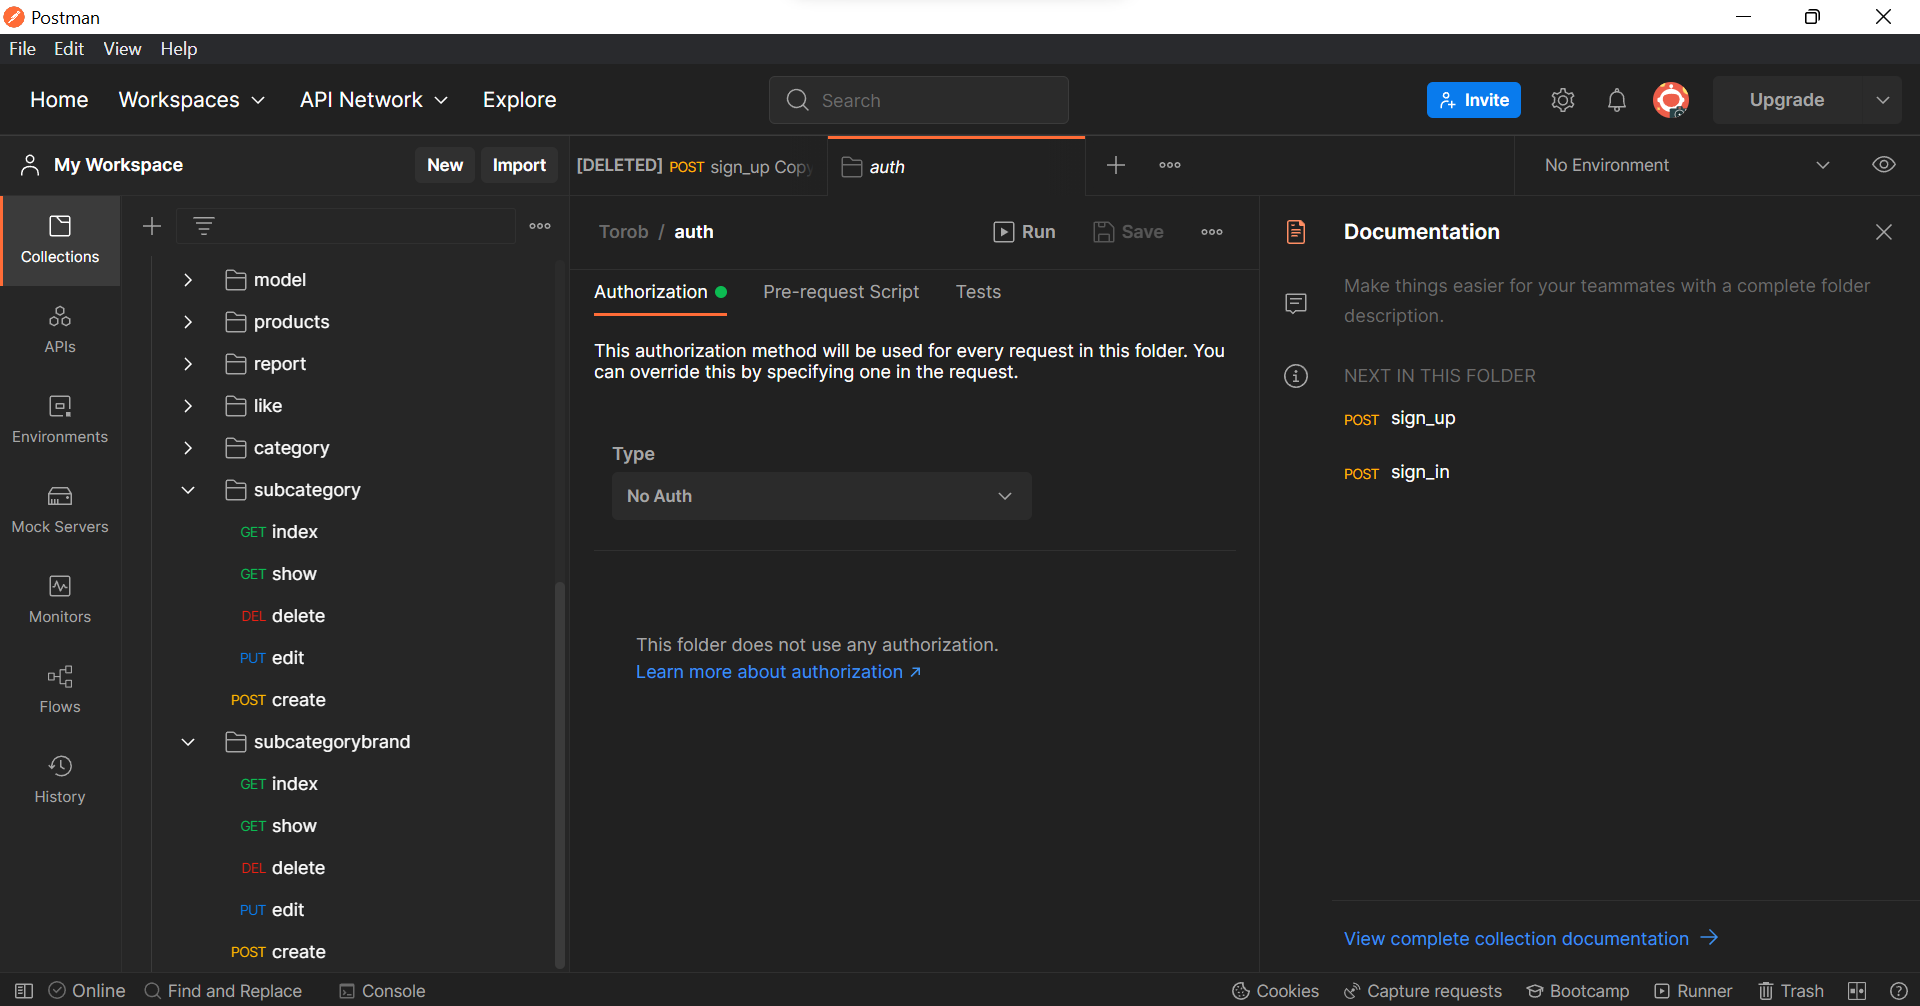 Postman
File Edit View Help
Home Workspaces API Network Explore
Search
Invite
Upgrade
My Workspace
New Import
[DELETED] POST sign_up Copy
auth
No Environment
Collections
APIs
Environments
Mock Servers
Monitors
Flows
History
model
products
report
like
category
subcategory
GET index
GET show
DEL delete
PUT edit
POST create
subcategorybrand
GET index
GET show
DEL delete
PUT edit
POST create
Torob / auth
Run Save
Authorization Pre-request Script Tests
This authorization method will be used for every request in this folder. You
can override this by specifying one in the request.
Type
No Auth
This folder does not use any authorization.
Learn more about authorization ↗
Documentation
Make things easier for your teammates with a complete folder
description.
NEXT IN THIS FOLDER
POST sign_up
POST sign_in
View complete collection documentation →
Online Find and Replace Console
Cookies Capture requests Bootcamp Runner Trash